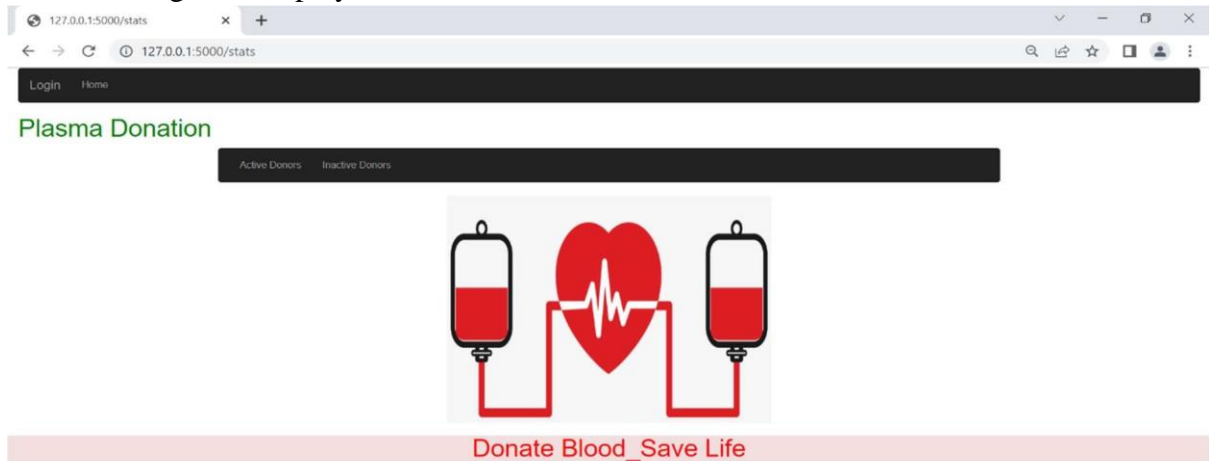 127.0.0.1:5000/stats
127.0.0.1:5000/stats
Login Home
Plasma Donation
Active Donors Inactive Donors
Donate Blood_Save Life